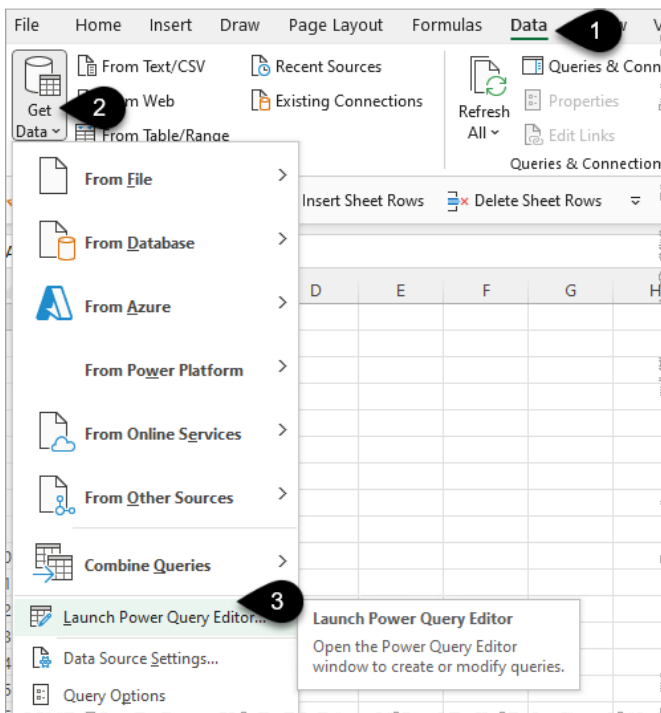 File Home Insert Draw Page Layout Formulas Data 1
From Text/CSV Recent Sources Queries & Conn
Get 2 Web Existing Connections Refresh Properties
Data From Table/Range All Edit Links
Queries & Connection
From File Insert Sheet Rows Delete Sheet Rows
From Database
D E F G H
From Azure
From Power Platform
From Online Services
From Other Sources
Combine Queries
3
Launch Power Query Editor... Launch Power Query Editor
Open the Power Query Editor
Data Source Settings... window to create or modify queries.
Query Options